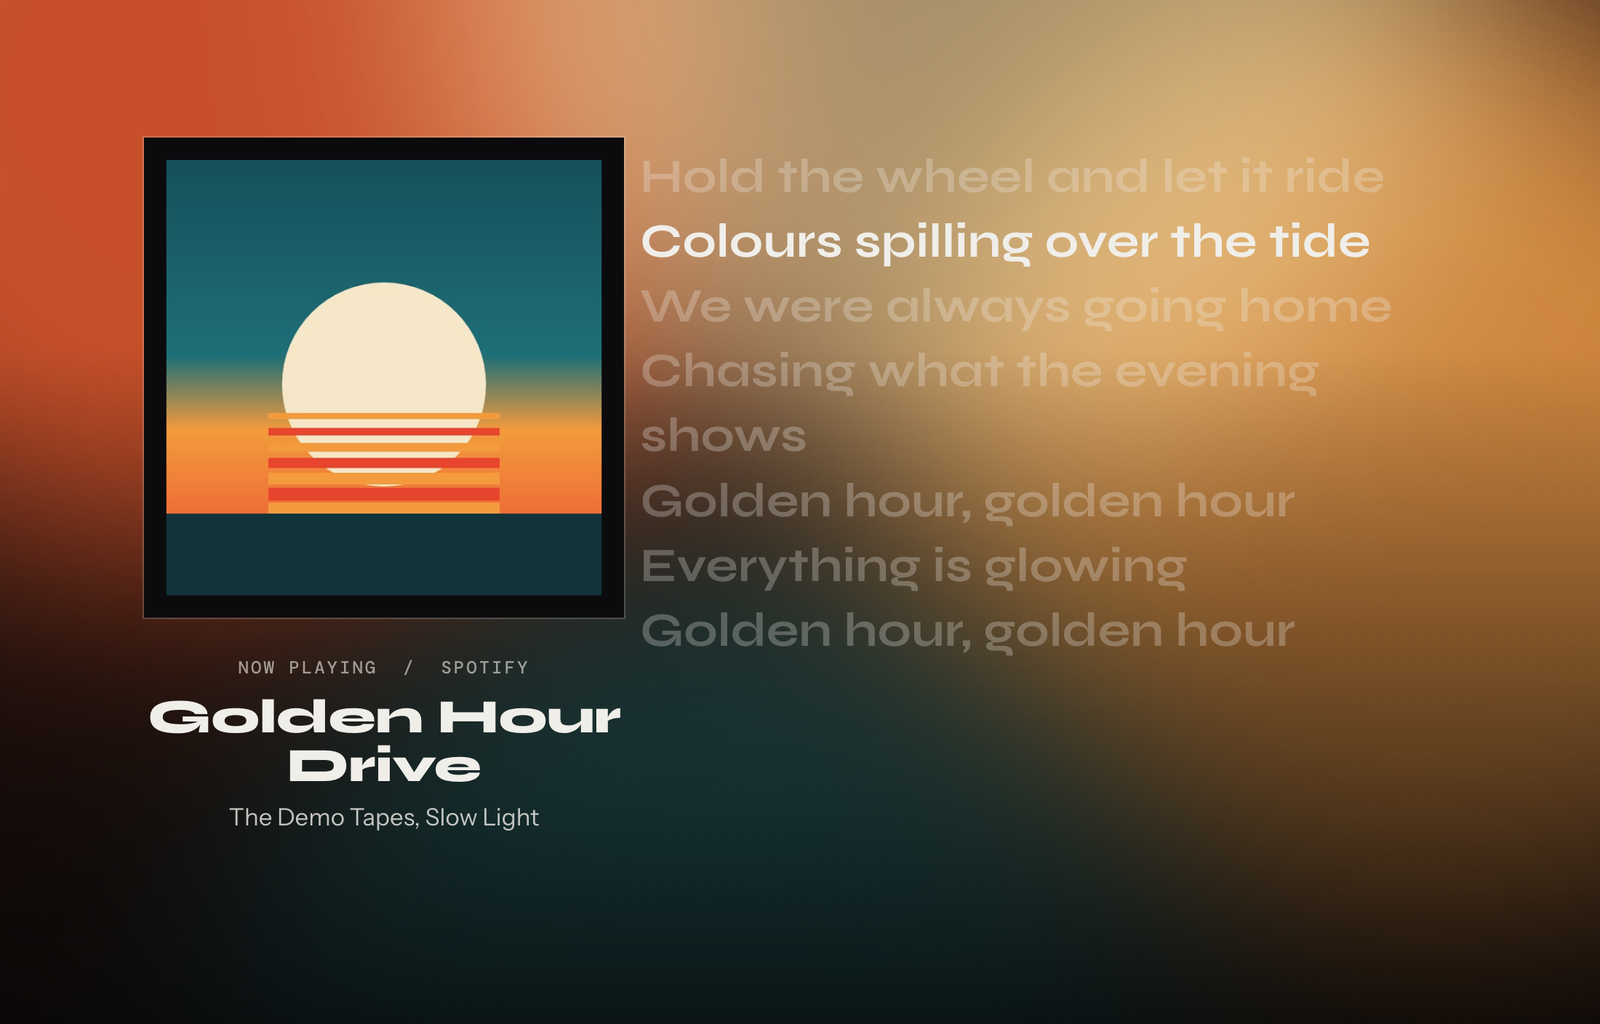 Hold the wheel and let it ride
Colours spilling over the tide
We were always going home
Chasing what the evening
shows
Golden hour, golden hour
Everything is glowing
Golden hour, golden hour
NOW PLAYING / SPOTIFY
Golden Hour
Drive
The Demo Tapes, Slow Light